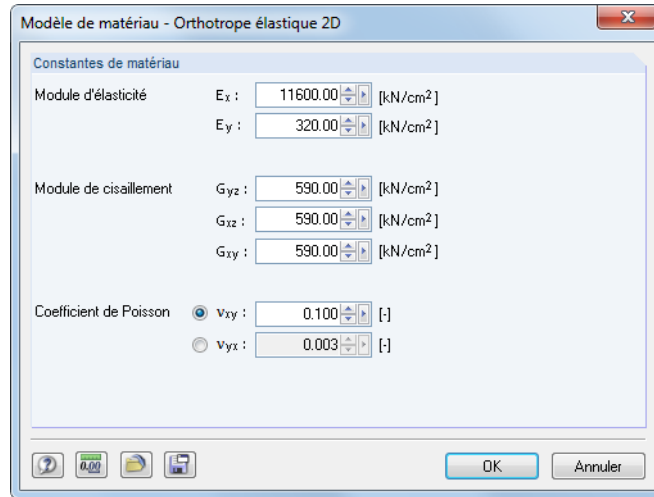 Modèle de matériau - Orthotrope élastique 2D
Constantes de matériau
Module d'élasticité Ex : 11600.00 [kN/cm²]
Ey : 320.00 [kN/cm²]
Module de cisaillement Gyz : 590.00 [kN/cm²]
Gxz : 590.00 [kN/cm²]
Gxy : 590.00 [kN/cm²]
Coefficient de Poisson νxy : 0.100 [-]
νyx : 0.003 [-]
0.00 OK Annuler